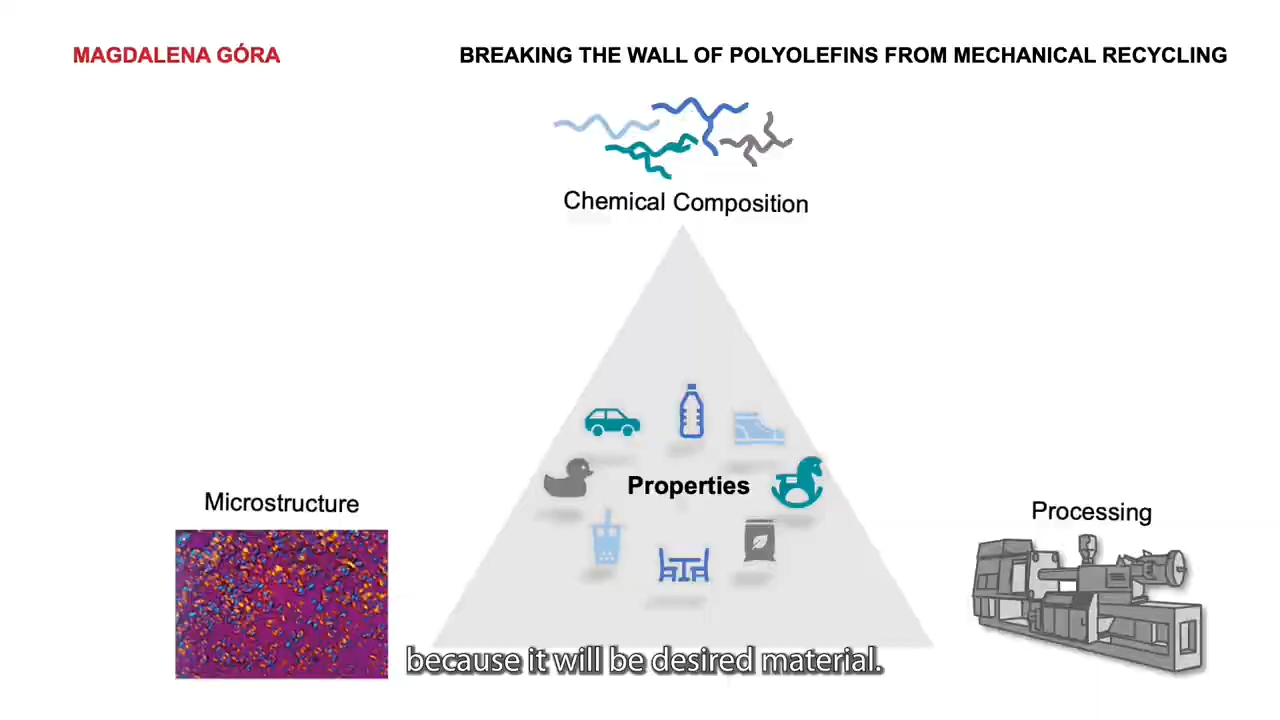 MAGDALENA GÓRA
BREAKING THE WALL OF POLYOLEFINS FROM MECHANICAL RECYCLING
Chemical Composition
Properties
Microstructure
Processing
because it will be desired material.